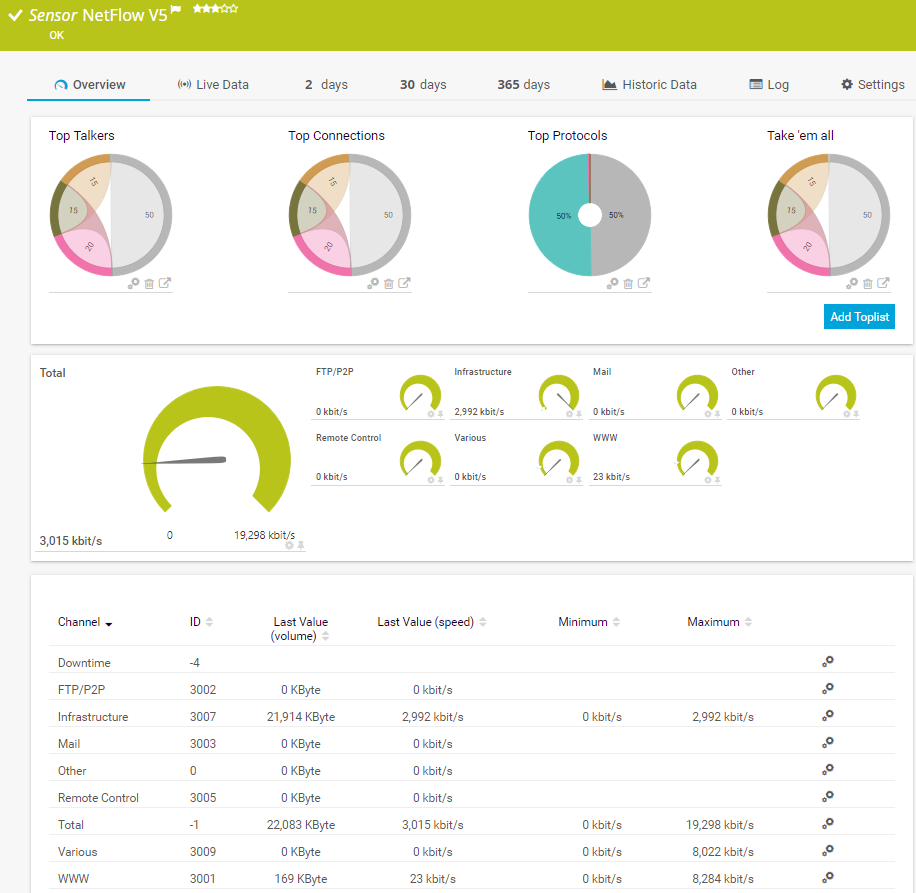 Sensor NetFlow V5
OK
Overview Live Data 2 days 30 days 365 days Historic Data Log Settings
Top Talkers Top Connections Top Protocols Take 'em all
15 15 20 50 15 15 20 50 50% 50% 15 15 20 50
Add Toplist
Total
0 19,298 kbit/s
3,015 kbit/s
FTP/P2P Infrastructure Mail Other
0 kbit/s 2,992 kbit/s 0 kbit/s 0 kbit/s
Remote Control Various WWW
0 kbit/s 0 kbit/s 23 kbit/s
Channel ID Last Value (volume) Last Value (speed) Minimum Maximum
Downtime -4
FTP/P2P 3002 0 KByte 0 kbit/s
Infrastructure 3007 21,914 KByte 2,992 kbit/s 0 kbit/s 2,992 kbit/s
Mail 3003 0 KByte 0 kbit/s
Other 0 0 KByte 0 kbit/s
Remote Control 3005 0 KByte 0 kbit/s
Total -1 22,083 KByte 3,015 kbit/s 0 kbit/s 19,298 kbit/s
Various 3009 0 KByte 0 kbit/s 0 kbit/s 8,022 kbit/s
WWW 3001 169 KByte 23 kbit/s 0 kbit/s 8,284 kbit/s